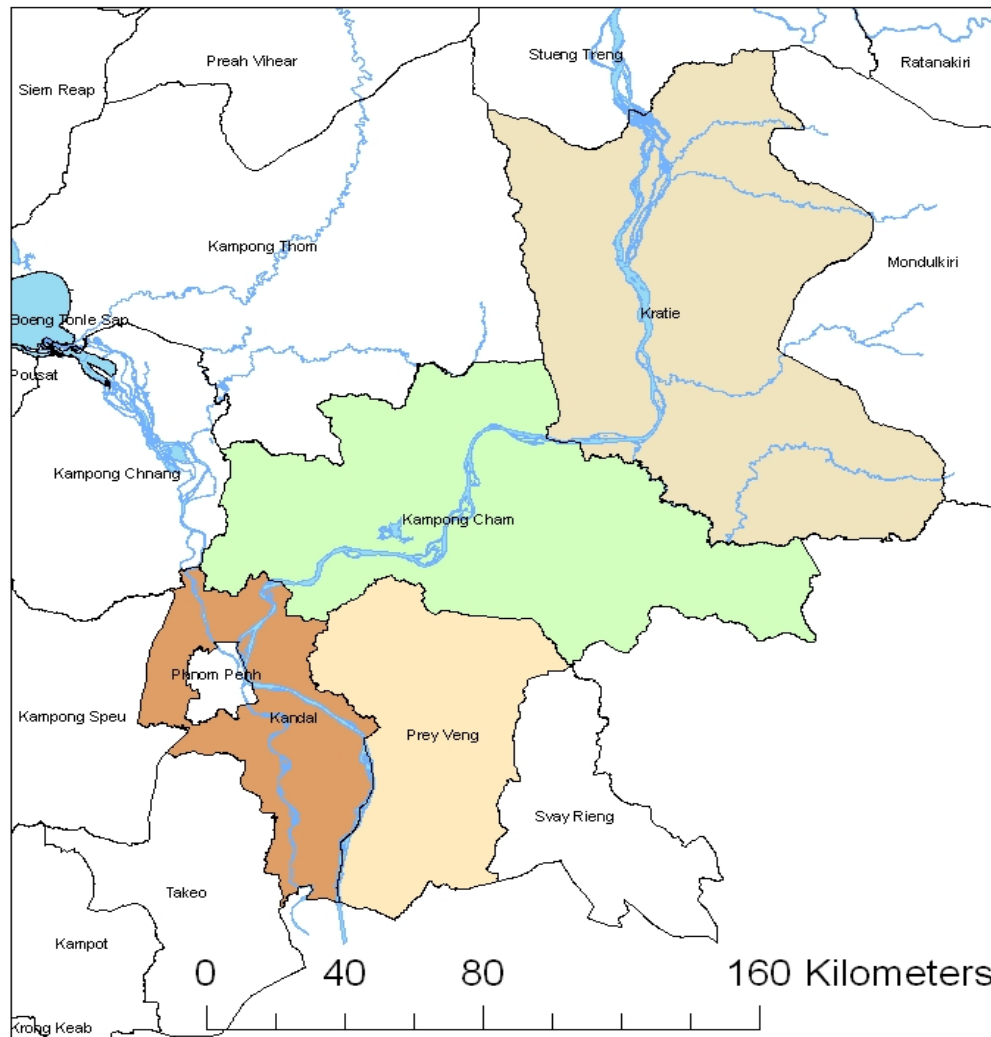 Preah Vihear
Stueng Treng
Ratanakiri
Siem Reap
Kampong Thom
Mondulkiri
Boeng Tonle Sap
Kratie
Pousat
Kampong Chnang
Kampong Cham
Phnom Penh
Kampong Speu
Kandal
Prey Veng
Svay Rieng
Takeo
Kampot
0 40 80 160 Kilometers
Krong Keab